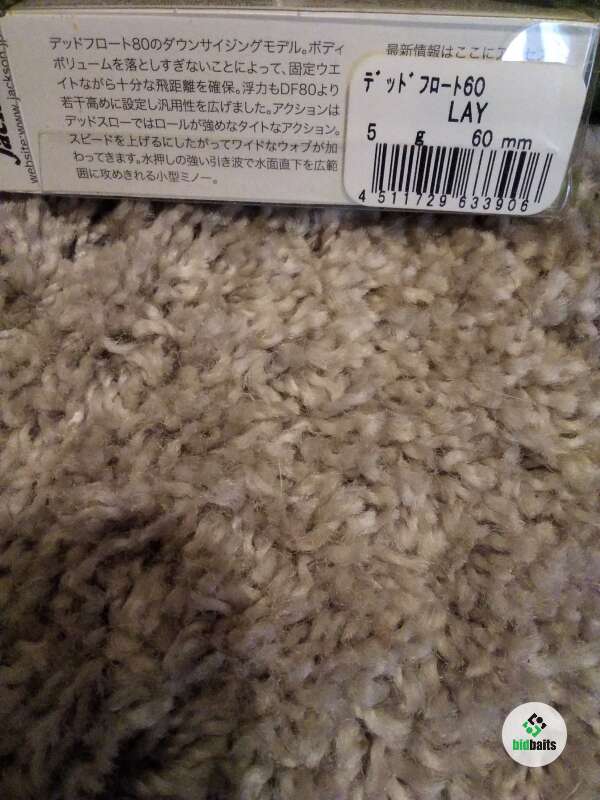 デッドフロート80のダウンサイジングモデル。ボディ
ボリュームを落としすぎないことによって、固定ウエ
イトながら十分な飛距離を確保。浮力もDF80より
若干高めに設定し汎用性を広げました。アクションは
デッドスローではロールが強めなタイトなアクション。
スピードを上げるにしたがってワイドなウォブが加
わってきます。水押しの強い引き波で水面直下を広範
囲に攻めきれる小型ミノー。
website:www.jackson.jp
最新情報はここにアクセス
デッドフロート60
LAY
5 g 60 mm
4 511729 633906
bidbaits